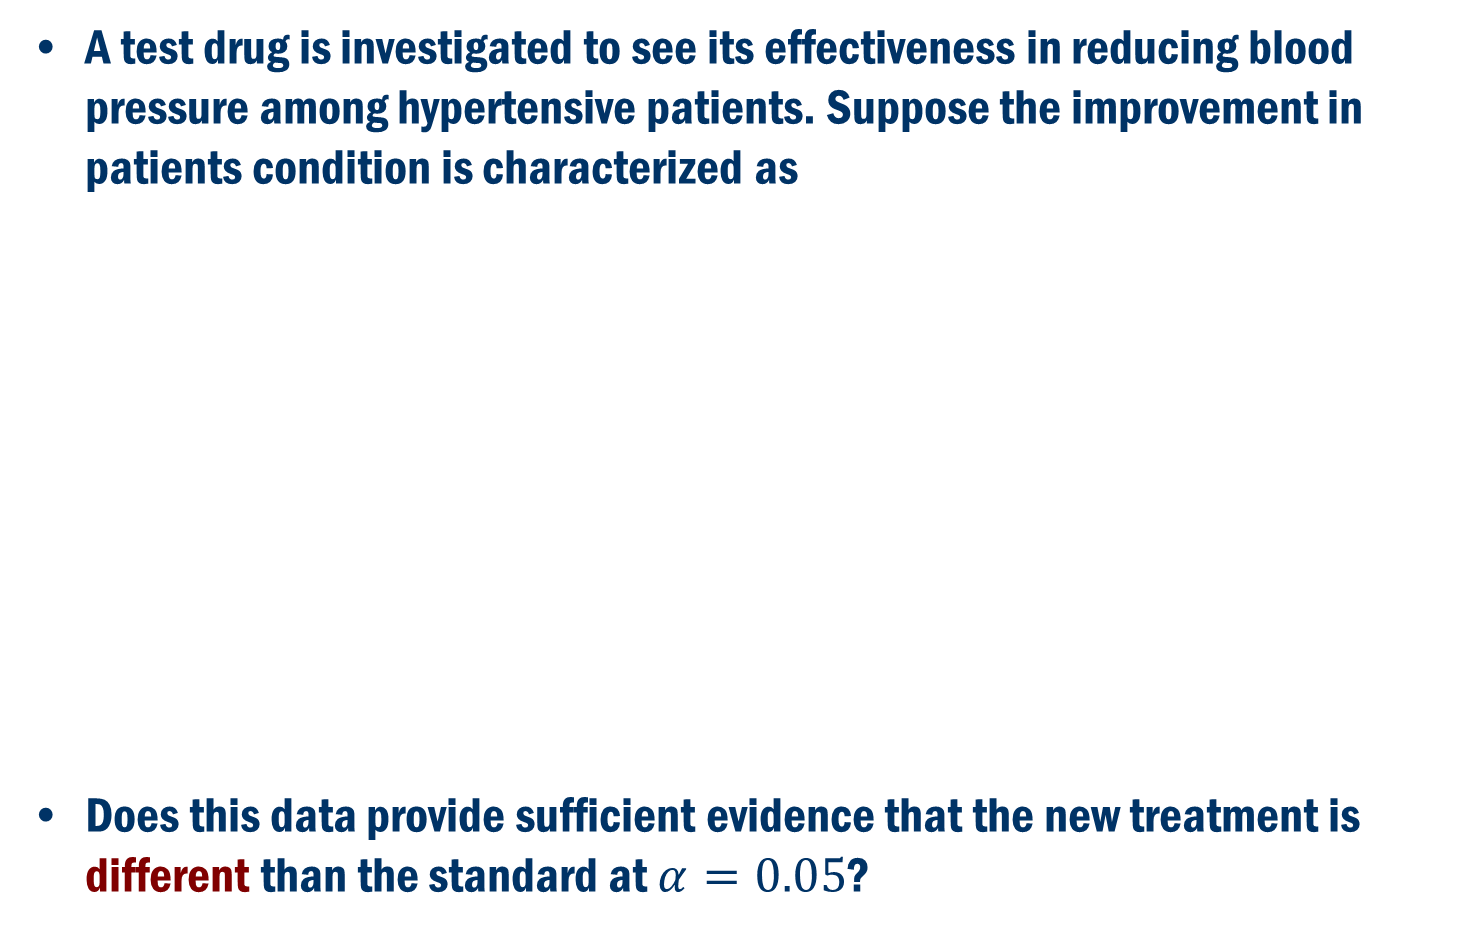 • A test drug is investigated to see its effectiveness in reducing blood
pressure among hypertensive patients. Suppose the improvement in
patients condition is characterized as
• Does this data provide sufficient evidence that the new treatment is
different than the standard at α = 0.05?